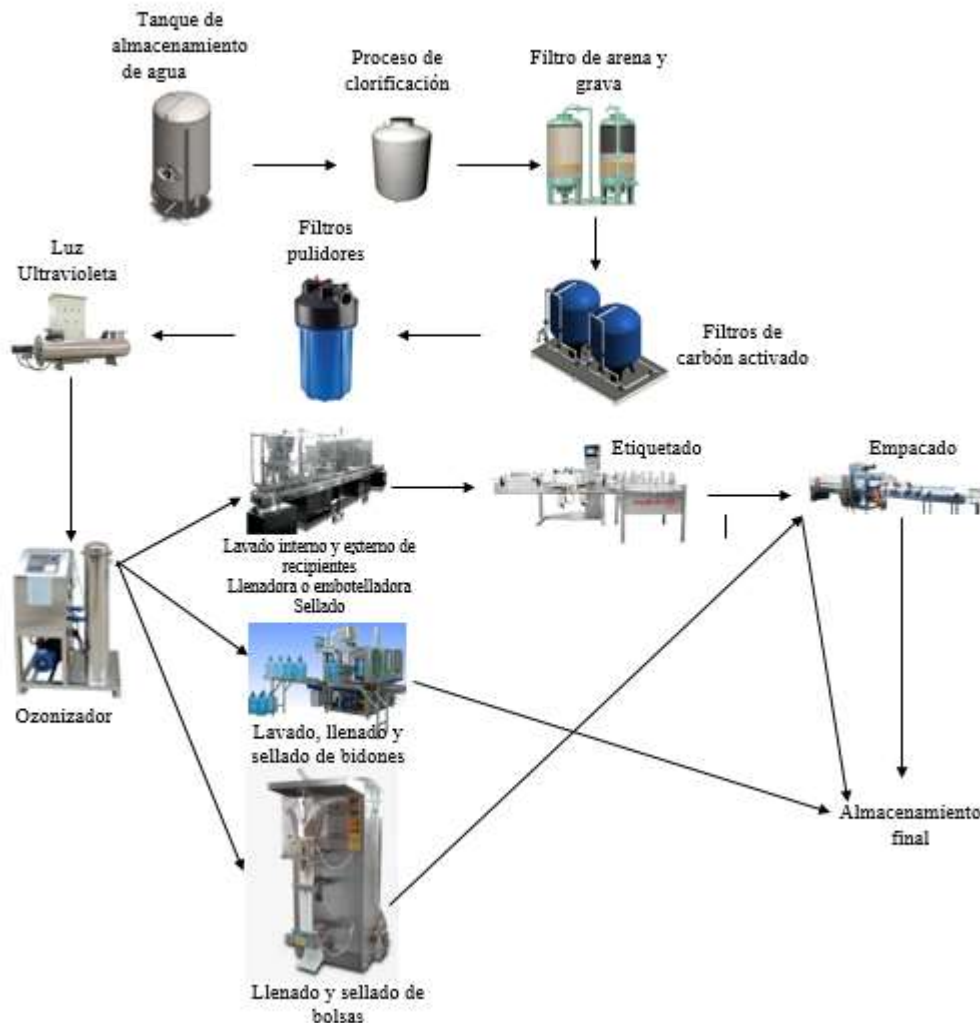 Tanque de
almacenamiento
de agua
Proceso de
clorificación
Filtro de arena y
grava
Luz
Ultravioleta
Filtros
pulidores
Filtros de
carbón activado
Etiquetado
Empacado
Lavado interno y externo de
recipientes
Llenadora o embotelladora
Sellado
Ozonizador
Lavado, llenado y
sellado de bidones
Almacenamiento
final
Llenado y sellado de
bolsas